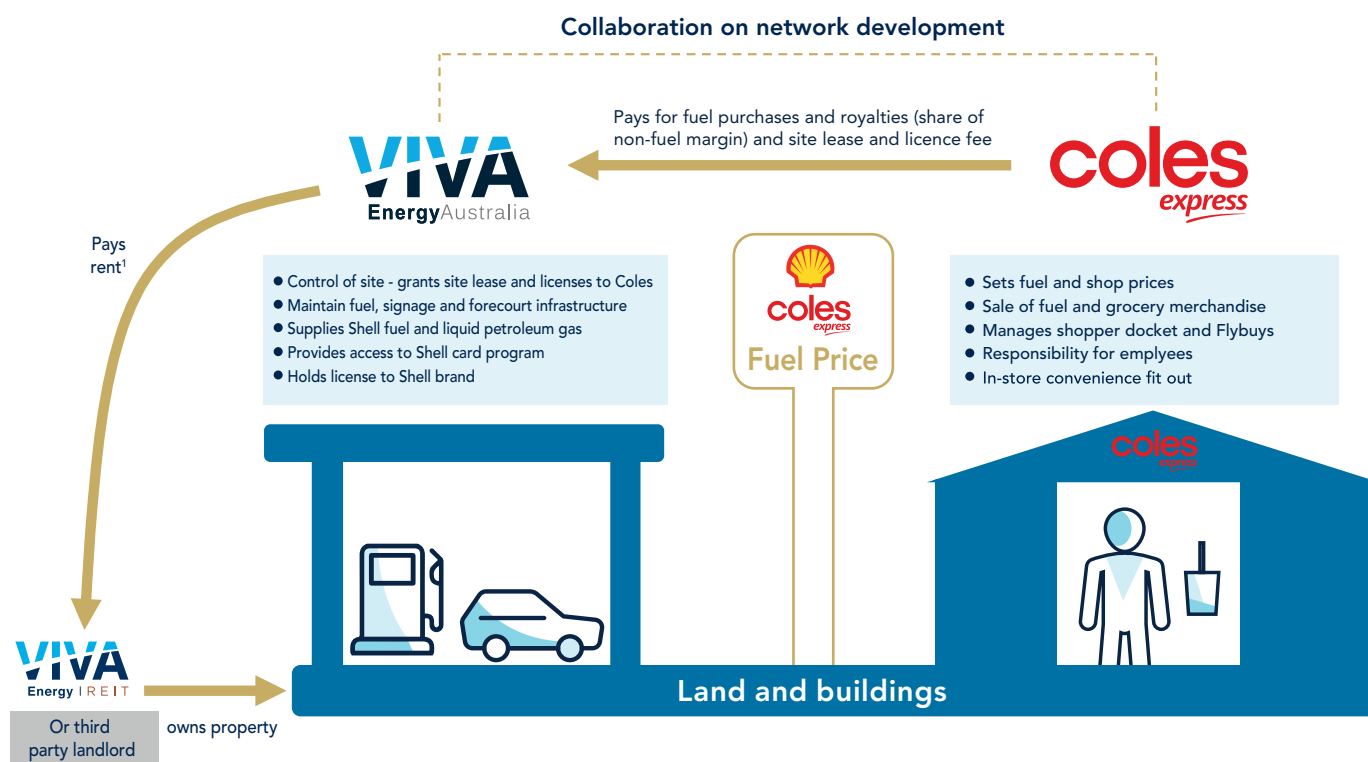 Collaboration on network development
Pays for fuel purchases and royalties (share of
non-fuel margin) and site lease and licence fee
VIVA
EnergyAustralia
coles
express
Pays
rent¹
● Control of site - grants site lease and licenses to Coles
● Maintain fuel, signage and forecourt infrastructure
● Supplies Shell fuel and liquid petroleum gas
● Provides access to Shell card program
● Holds license to Shell brand
coles
express
Fuel Price
● Sets fuel and shop prices
● Sale of fuel and grocery merchandise
● Manages shopper docket and Flybuys
● Responsibility for emplyees
● In-store convenience fit out
coles
express
VIVA
Energy | REIT
Or third
party landlord
owns property
Land and buildings